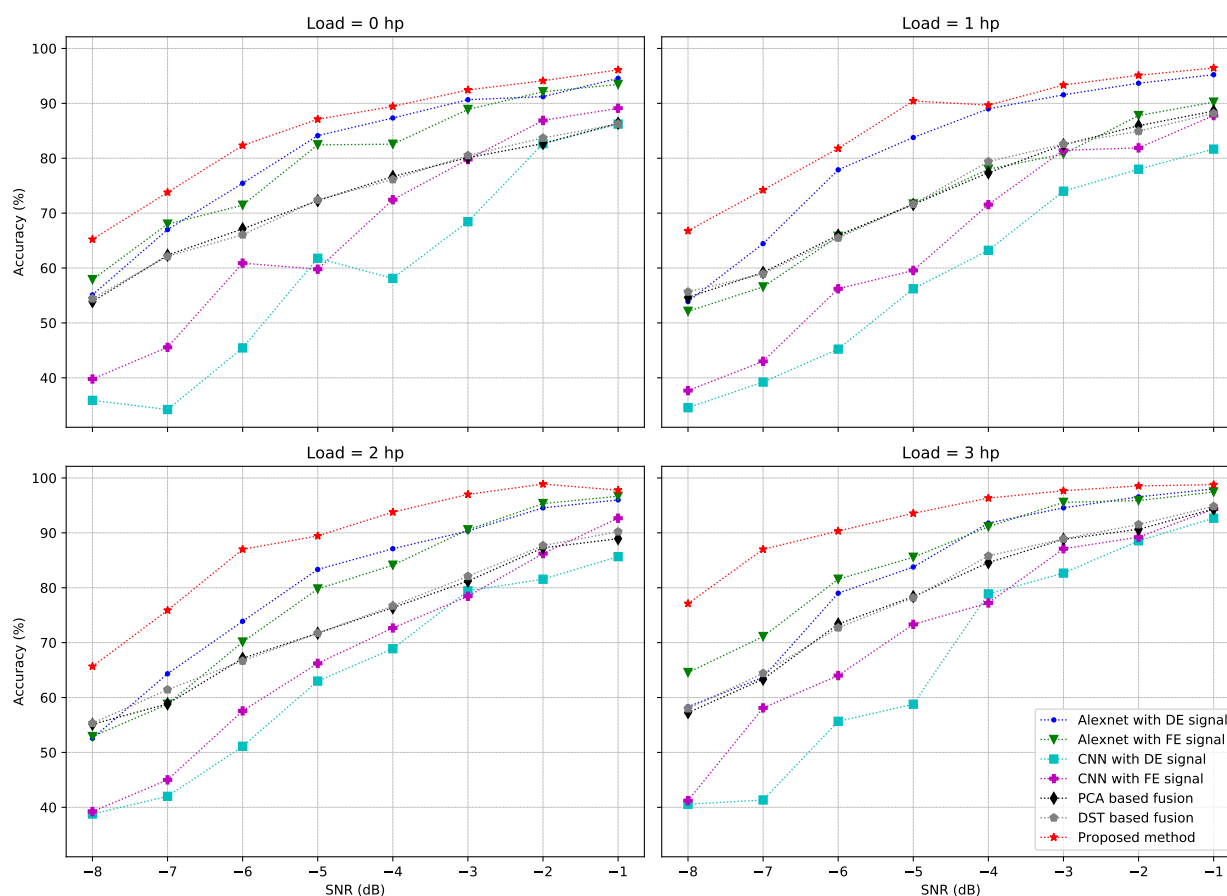 Load = 0 hp
Load = 1 hp
Accuracy (%)
100
90
80
70
60
50
40
Load = 2 hp
Load = 3 hp
Accuracy (%)
100
90
80
70
60
50
40
Alexnet with DE signal
Alexnet with FE signal
CNN with DE signal
CNN with FE signal
PCA based fusion
DST based fusion
Proposed method
−8 −7 −6 −5 −4 −3 −2 −1
−8 −7 −6 −5 −4 −3 −2 −1
SNR (dB)
SNR (dB)